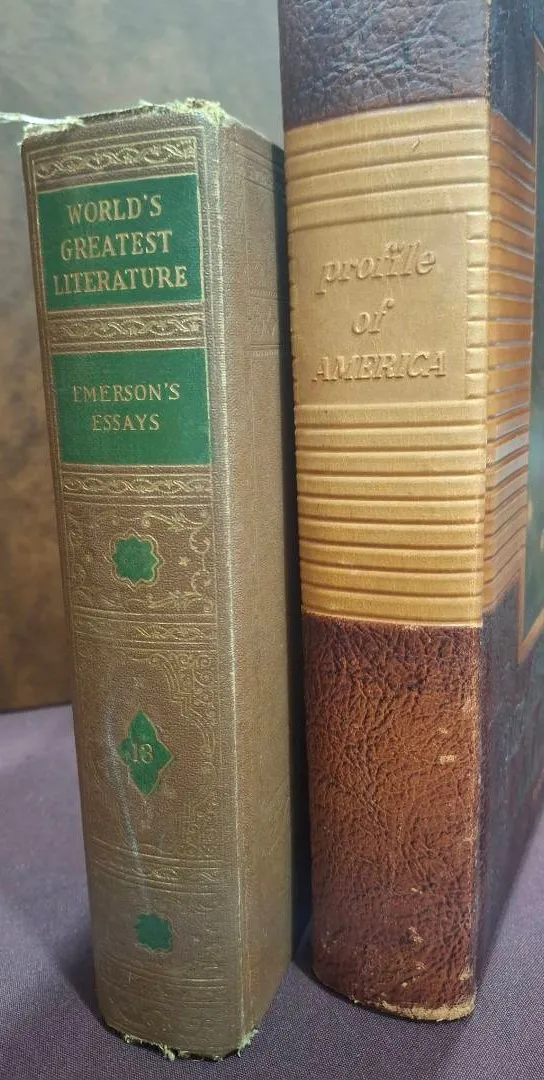 WORLD'S
GREATEST
LITERATURE
EMERSON'S
ESSAYS
18
profile
of
AMERICA